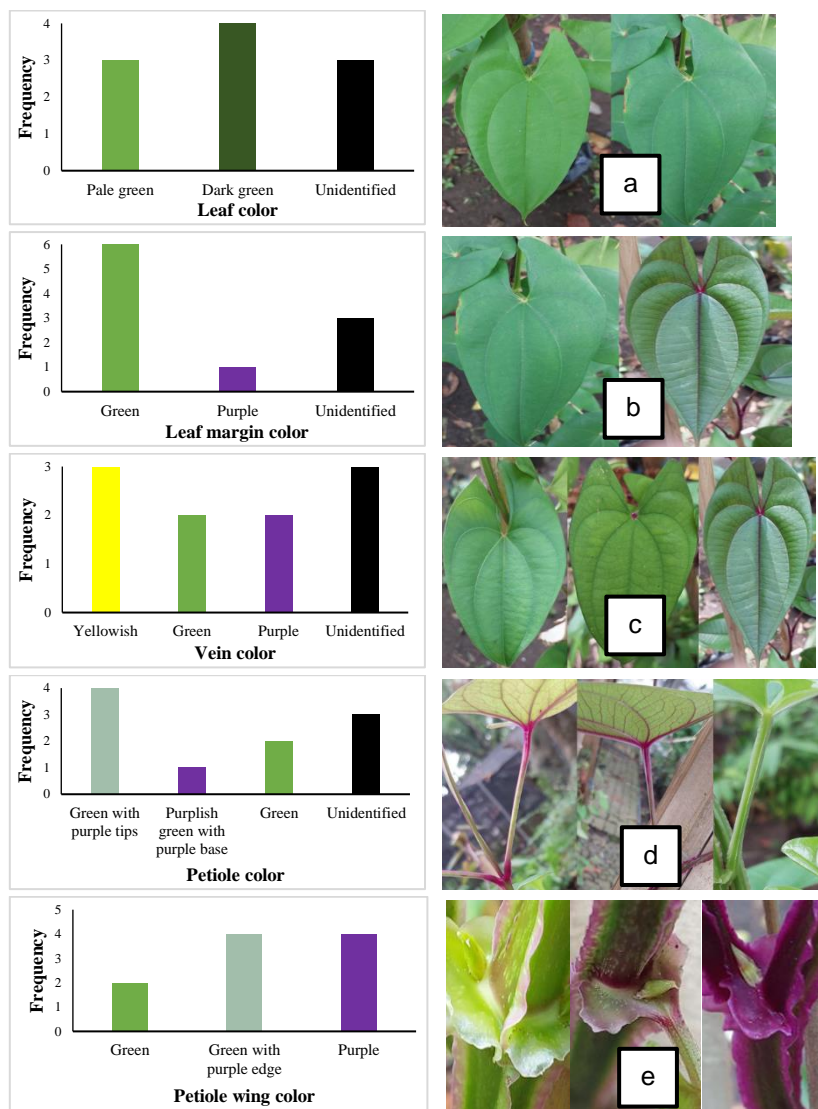 Frequency
4
3
2
1
0
Pale green
Dark green
Unidentified
Leaf color
a
Frequency
6
5
4
3
2
1
0
Green
Purple
Unidentified
Leaf margin color
b
Frequency
3
2
1
0
Yellowish
Green
Purple
Unidentified
Vein color
c
Frequency
4
3
2
1
0
Green with
purple tips
Purplish
green with
purple base
Green
Unidentified
Petiole color
d
Frequency
5
4
3
2
1
0
Green
Green with
purple edge
Purple
Petiole wing color
e